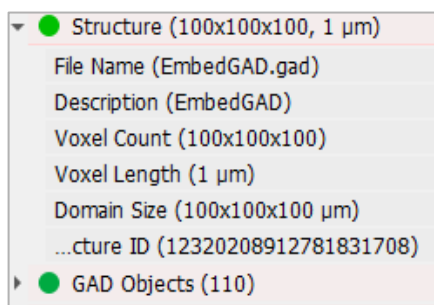 Structure (100x100x100, 1 µm)
File Name (EmbedGAD.gad)
Description (EmbedGAD)
Voxel Count (100x100x100)
Voxel Length (1 µm)
Domain Size (100x100x100 µm)
...cture ID (12320208912781831708)
GAD Objects (110)